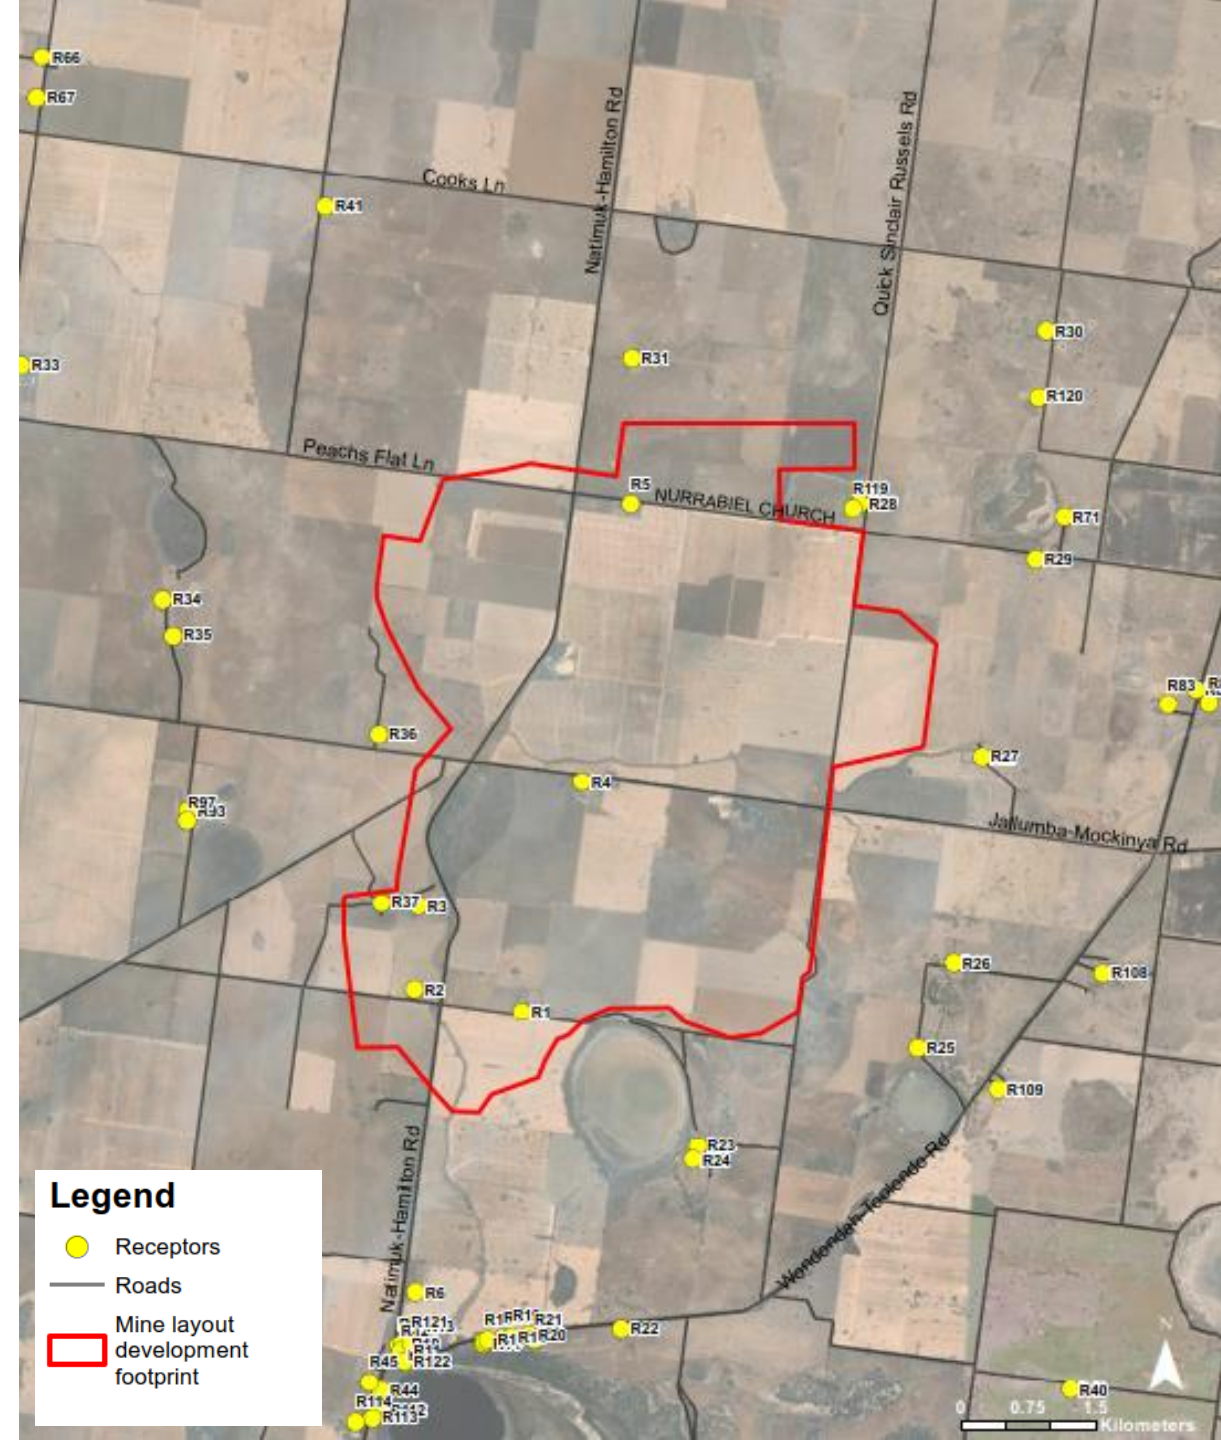 R66
R67
Natimuk-Hamilton Rd
Quick Sinclair Russels Rd
Cooks Ln
R41
R30
R31
R33
R120
Peachs Flat Ln
R5
R119
NURRABIEL CHURCH
R28
R71
R29
R34
R35
R83
R36
R27
R4
R97
Jallumba-Mockinya Rd
R37
R3
R26
R108
R2
R1
R25
R109
Natimuk-Hamilton Rd
R23
R24
Wondondah-Toolondo Rd
Legend
Receptors
Roads
Mine layout
development
footprint
R6
R121
R21
R20
R22
R122
R45
R44
R114
R113
R40
N
0 0.75 1.5
Kilometers